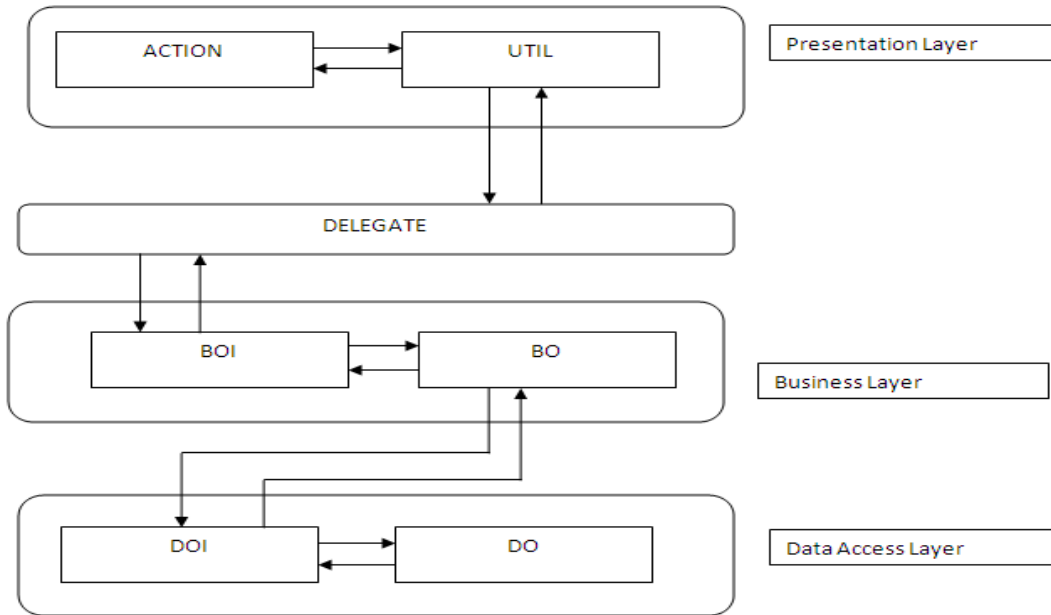 ACTION
UTIL
Presentation Layer
DELEGATE
BOI
BO
Business Layer
DOI
DO
Data Access Layer